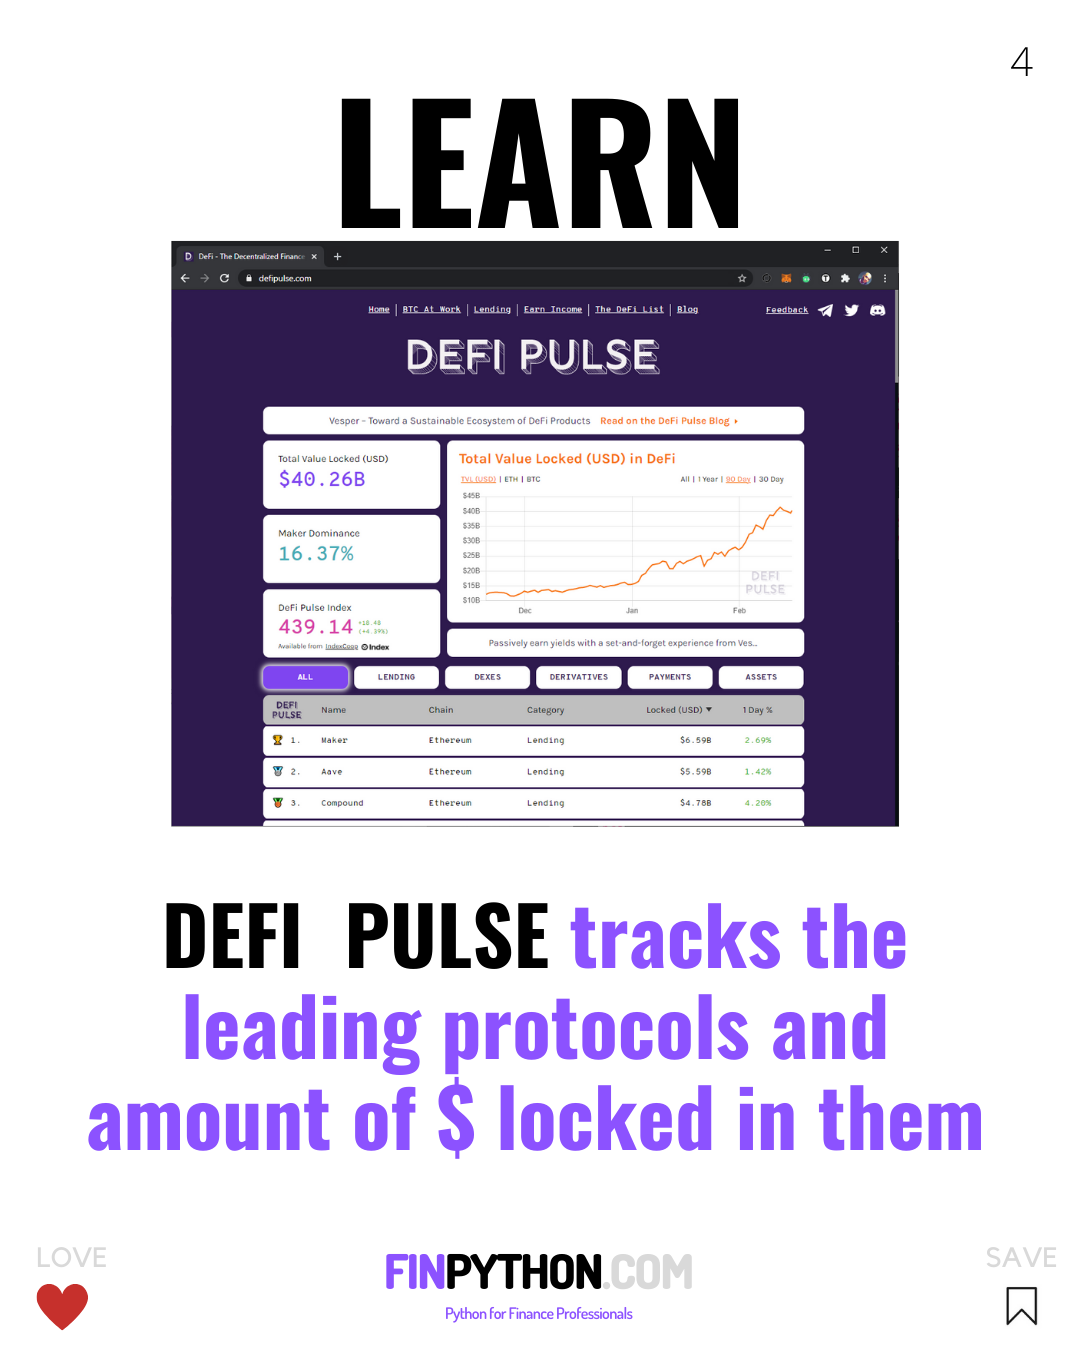 4
LEARN
DeFi - The Decentralized Finance
defipulse.com
Home | BTC At Work | Lending | Earn Income | The DeFi List | Blog
Feedback
DEFI PULSE
Vesper – Toward a Sustainable Ecosystem of DeFi Products Read on the DeFi Pulse Blog
Total Value Locked (USD)
$40.26B
Maker Dominance
16.37%
DeFi Pulse Index
439.14
+18.48
(+4.39%)
Available from: IndexCoop Index
Total Value Locked (USD) in DeFi
TVL (USD) | ETH | BTC
All | 1 Year | 90 Day | 30 Day
$45B
$40B
$35B
$30B
$25B
$20B
$15B
$10B
Dec Jan Feb
DEFI
PULSE
Passively earn yields with a set-and-forget experience from Ves...
ALL LENDING DEXES DERIVATIVES PAYMENTS ASSETS
DEFI
PULSE
Name Chain Category Locked (USD) 1 Day %
1. Maker Ethereum Lending $6.59B 2.69%
2. Aave Ethereum Lending $5.59B 1.42%
3. Compound Ethereum Lending $4.78B 4.20%
DEFI PULSE tracks the
leading protocols and
amount of $ locked in them
LOVE
FINPYTHON.COM
Python for Finance Professionals
SAVE